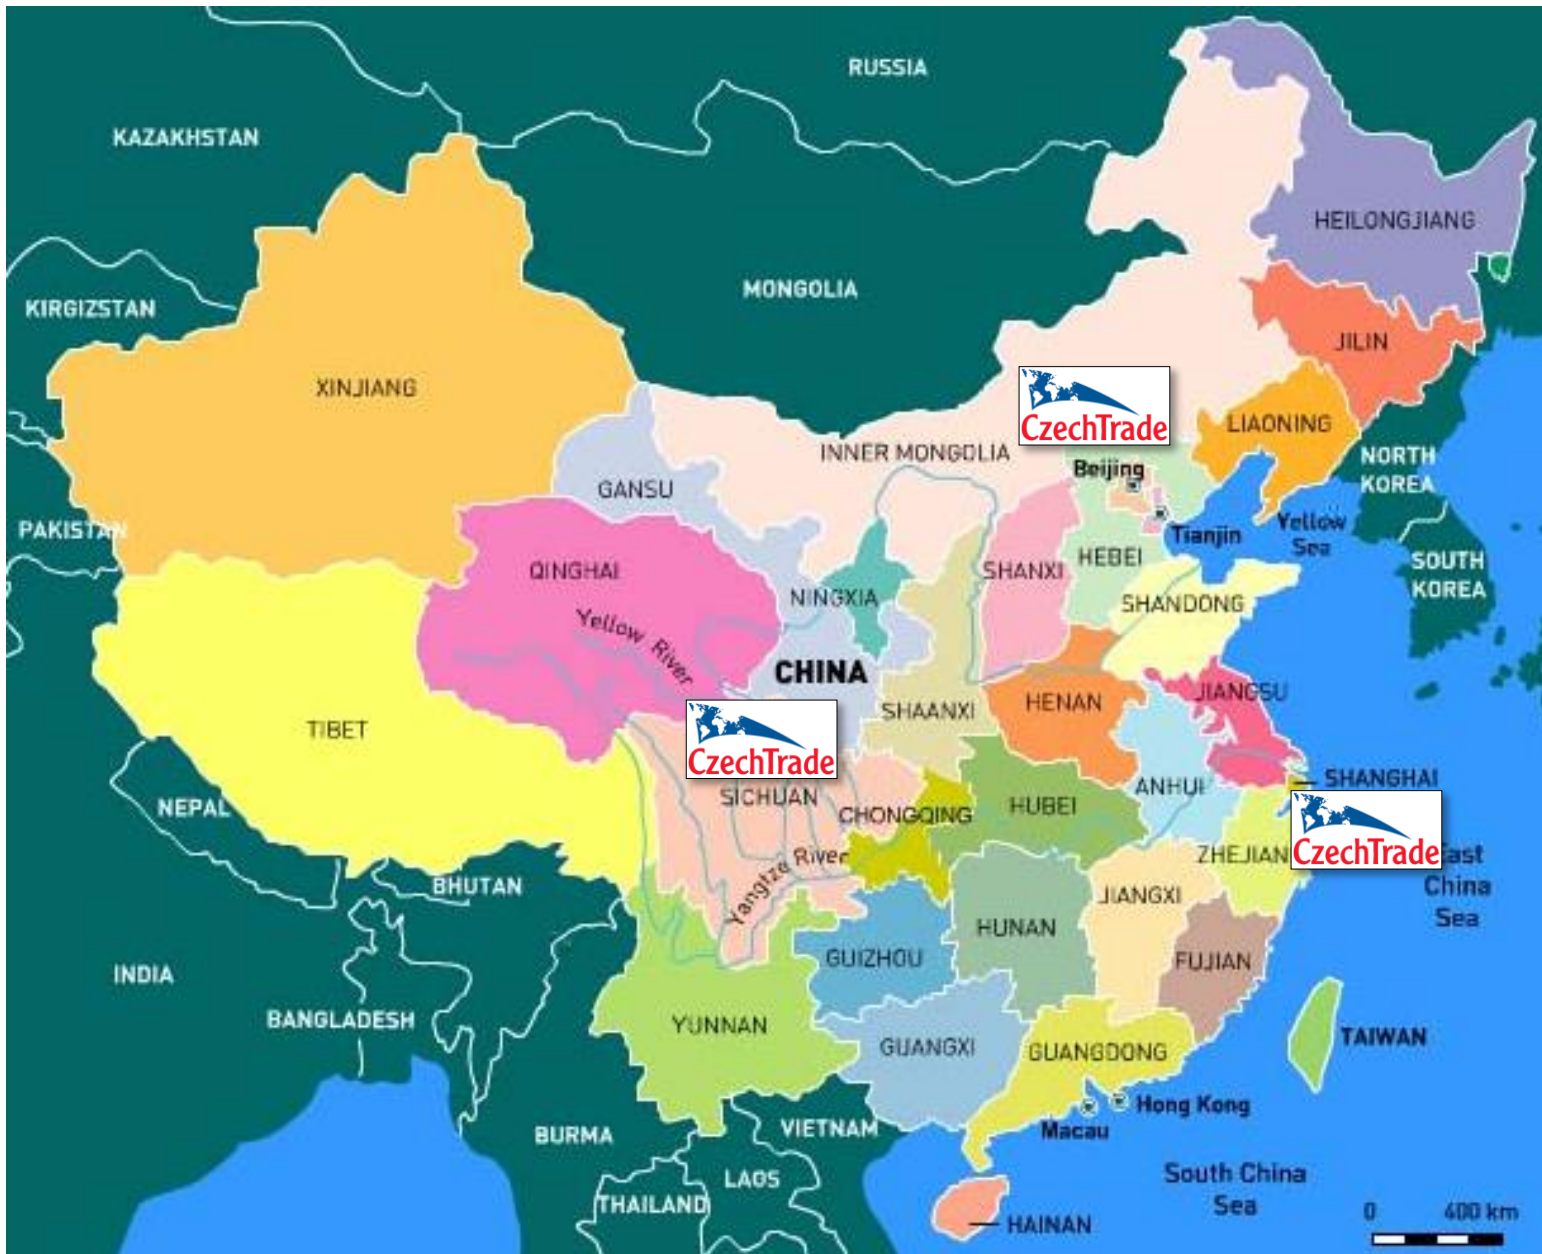 RUSSIA
KAZAKHSTAN
HEILONGJIANG
MONGOLIA
KIRGIZSTAN
JILIN
XINJIANG
CzechTrade
LIAONING
INNER MONGOLIA
NORTH
KOREA
Beijing
GANSU
PAKISTAN
Tianjin
Yellow
Sea
HEBEI
SHANXI
QINGHAI
SOUTH
KOREA
NINGXIA
SHANDONG
Yellow River
CHINA
JIANGSU
HENAN
SHAANXI
TIBET
CzechTrade
SICHUAN
SHANGHAI
ANHUI
NEPAL
HUBEI
CHONGQING
CzechTrade
ZHEJIAN
East
China
Sea
Yangtze River
BHUTAN
JIANGXI
HUNAN
GUIZHOU
FUJIAN
INDIA
BANGLADESH
YUNNAN
GUANGXI
GUANGDONG
TAIWAN
Hong Kong
Macau
VIETNAM
BURMA
LAOS
THAILAND
South China
Sea
HAINAN
0 400 km